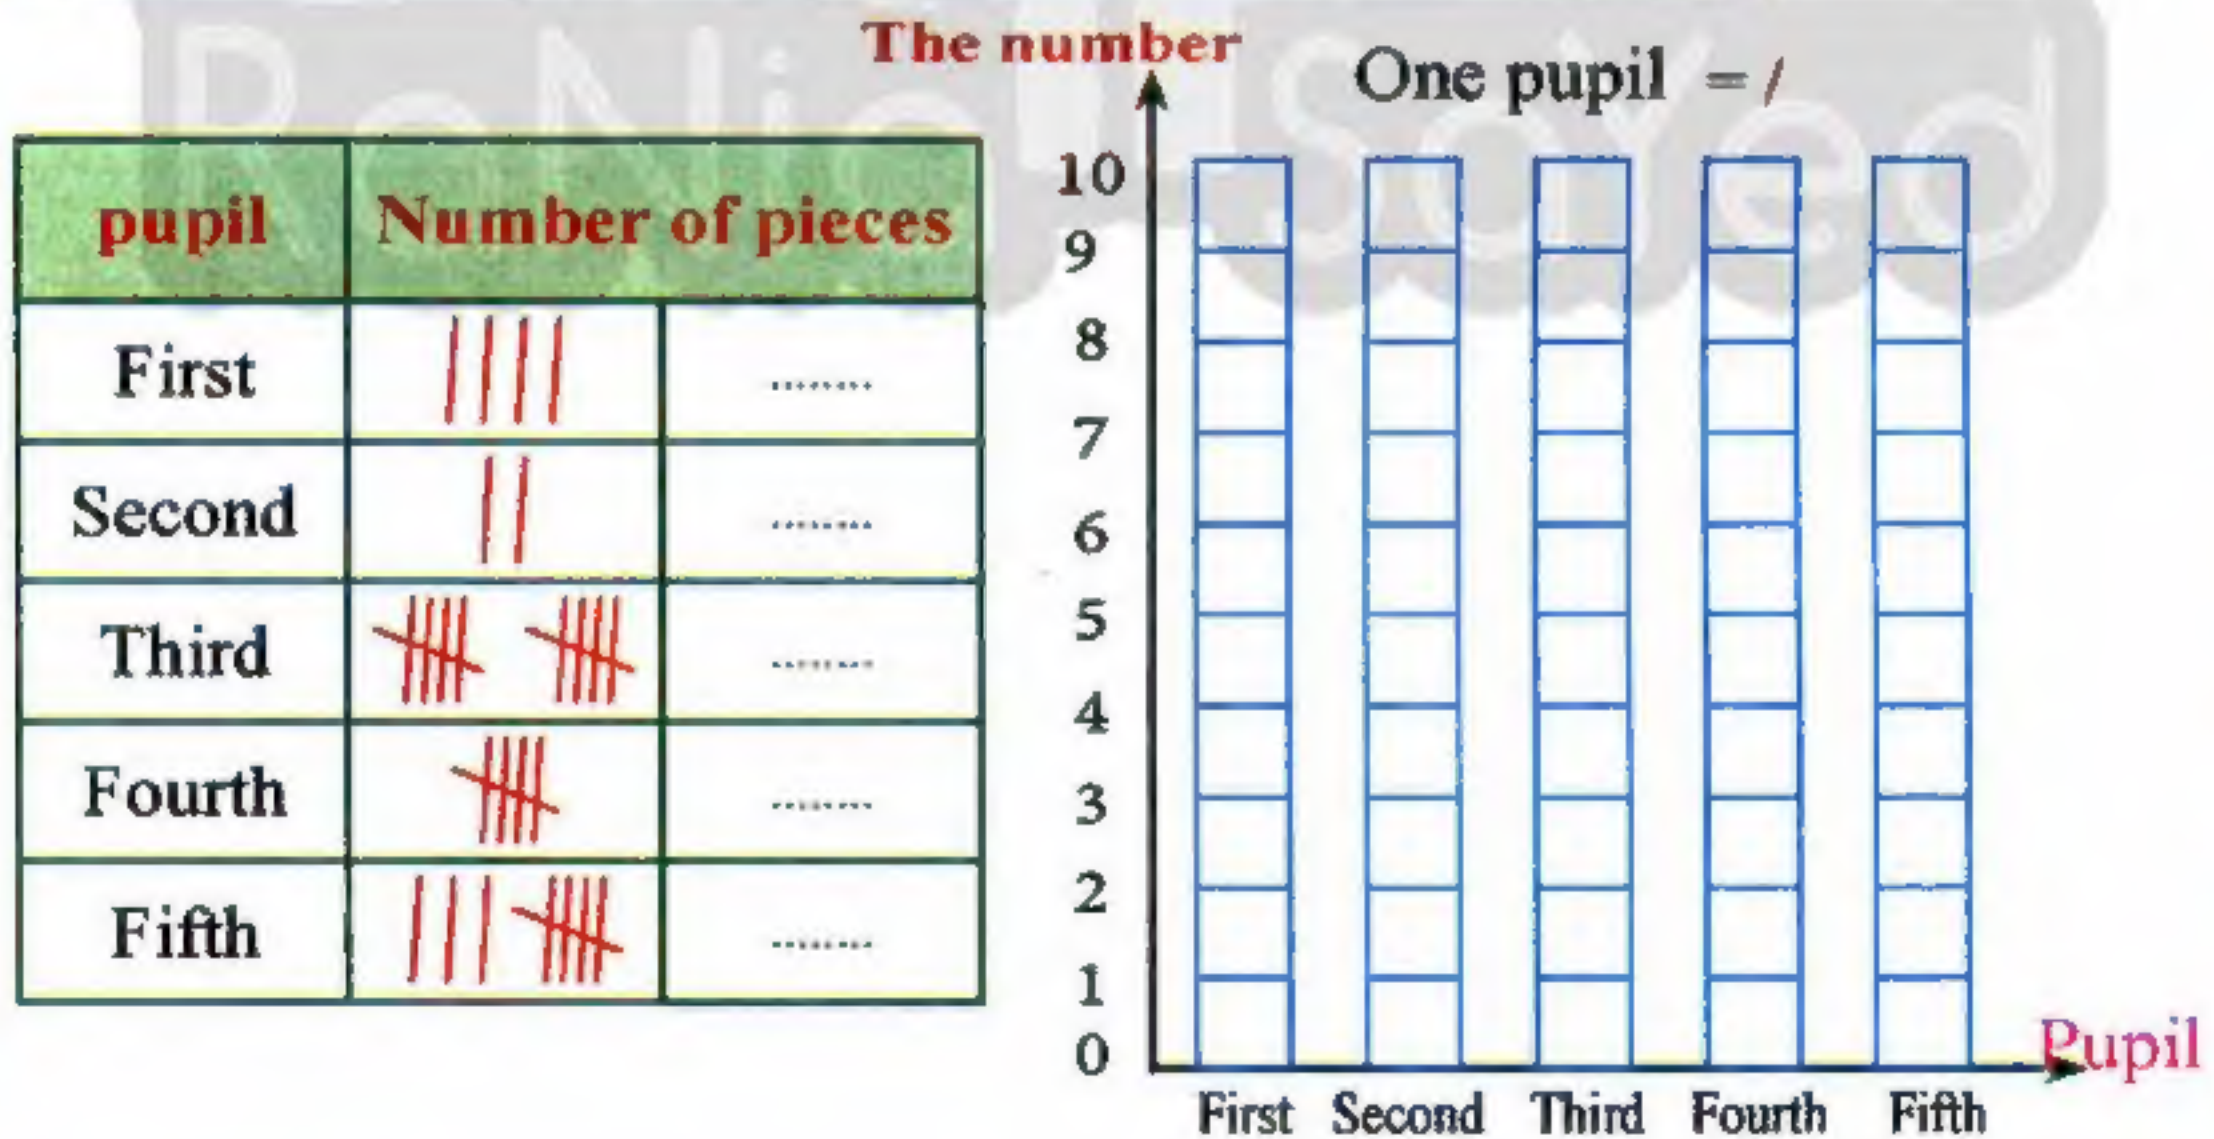 The number
One pupil = /
pupil Number of pieces
First ........
Second ........
Third ........
Fourth ........
Fifth ........
10
9
8
7
6
5
4
3
2
1
0
First Second Third Fourth Fifth
Pupil